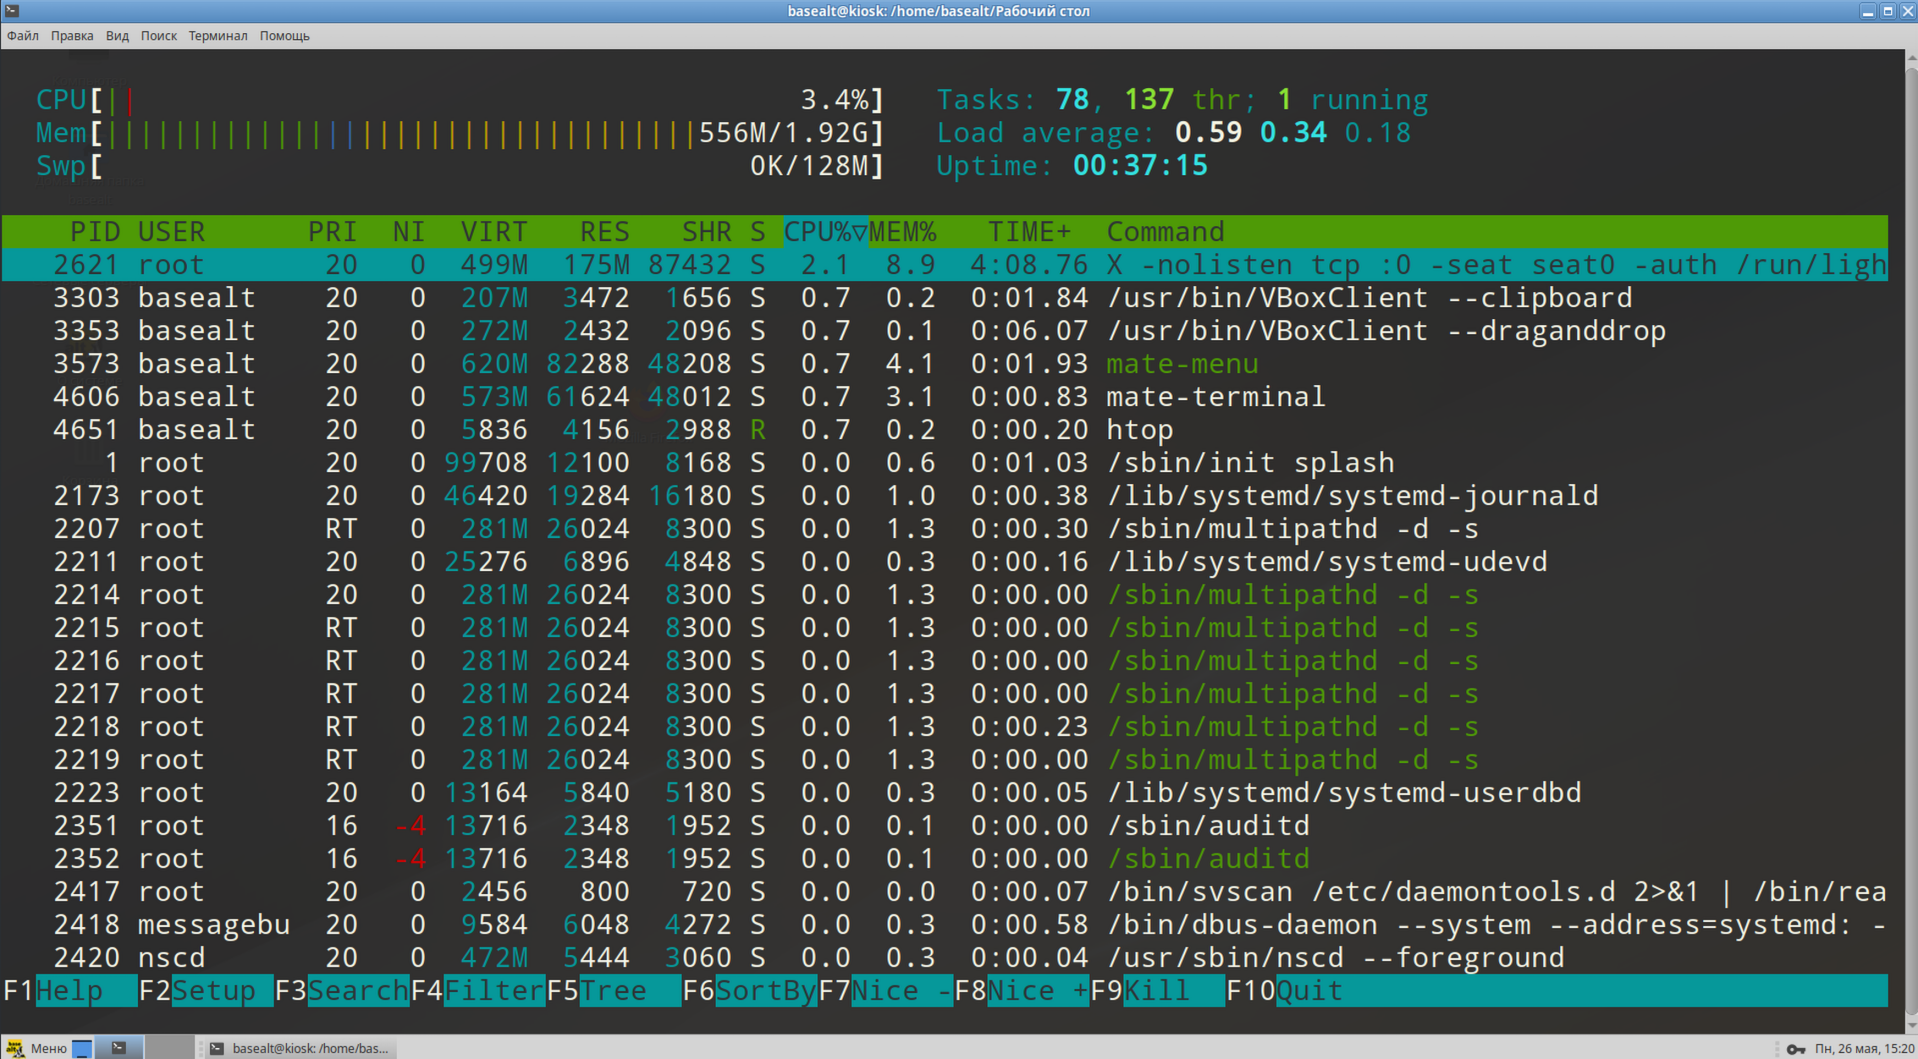 basealt@kiosk: /home/basealt/Рабочий стол
Файл Правка Вид Поиск Терминал Помощь
CPU[|| 3.4%] Tasks: 78, 137 thr; 1 running
Mem[||||||||||||||||||||||||||||||||||||556M/1.92G] Load average: 0.59 0.34 0.18
Swp[ 0K/128M] Uptime: 00:37:15
PID USER PRI NI VIRT RES SHR S CPU%▽MEM% TIME+ Command
2621 root 20 0 499M 175M 87432 S 2.1 8.9 4:08.76 X -nolisten tcp :0 -seat seat0 -auth /run/ligh
3303 basealt 20 0 207M 3472 1656 S 0.7 0.2 0:01.84 /usr/bin/VBoxClient --clipboard
3353 basealt 20 0 272M 2432 2096 S 0.7 0.1 0:06.07 /usr/bin/VBoxClient --draganddrop
3573 basealt 20 0 620M 82288 48208 S 0.7 4.1 0:01.93 mate-menu
4606 basealt 20 0 573M 61624 48012 S 0.7 3.1 0:00.83 mate-terminal
4651 basealt 20 0 5836 4156 2988 R 0.7 0.2 0:00.20 htop
1 root 20 0 99708 12100 8168 S 0.0 0.6 0:01.03 /sbin/init splash
2173 root 20 0 46420 19284 16180 S 0.0 1.0 0:00.38 /lib/systemd/systemd-journald
2207 root RT 0 281M 26024 8300 S 0.0 1.3 0:00.30 /sbin/multipathd -d -s
2211 root 20 0 25276 6896 4848 S 0.0 0.3 0:00.16 /lib/systemd/systemd-udevd
2214 root 20 0 281M 26024 8300 S 0.0 1.3 0:00.00 /sbin/multipathd -d -s
2215 root RT 0 281M 26024 8300 S 0.0 1.3 0:00.00 /sbin/multipathd -d -s
2216 root RT 0 281M 26024 8300 S 0.0 1.3 0:00.00 /sbin/multipathd -d -s
2217 root RT 0 281M 26024 8300 S 0.0 1.3 0:00.00 /sbin/multipathd -d -s
2218 root RT 0 281M 26024 8300 S 0.0 1.3 0:00.23 /sbin/multipathd -d -s
2219 root RT 0 281M 26024 8300 S 0.0 1.3 0:00.00 /sbin/multipathd -d -s
2223 root 20 0 13164 5840 5180 S 0.0 0.3 0:00.05 /lib/systemd/systemd-userdbd
2351 root 16 -4 13716 2348 1952 S 0.0 0.1 0:00.00 /sbin/auditd
2352 root 16 -4 13716 2348 1952 S 0.0 0.1 0:00.00 /sbin/auditd
2417 root 20 0 2456 800 720 S 0.0 0.0 0:00.07 /bin/svscan /etc/daemontools.d 2>&1 | /bin/rea
2418 messagebu 20 0 9584 6048 4272 S 0.0 0.3 0:00.58 /bin/dbus-daemon --system --address=systemd: -
2420 nscd 20 0 472M 5444 3060 S 0.0 0.3 0:00.04 /usr/sbin/nscd --foreground
F1Help F2Setup F3SearchF4FilterF5Tree F6SortByF7Nice -F8Nice +F9Kill F10Quit
Меню basealt@kiosk: /home/bas... Пн, 26 мая, 15:20